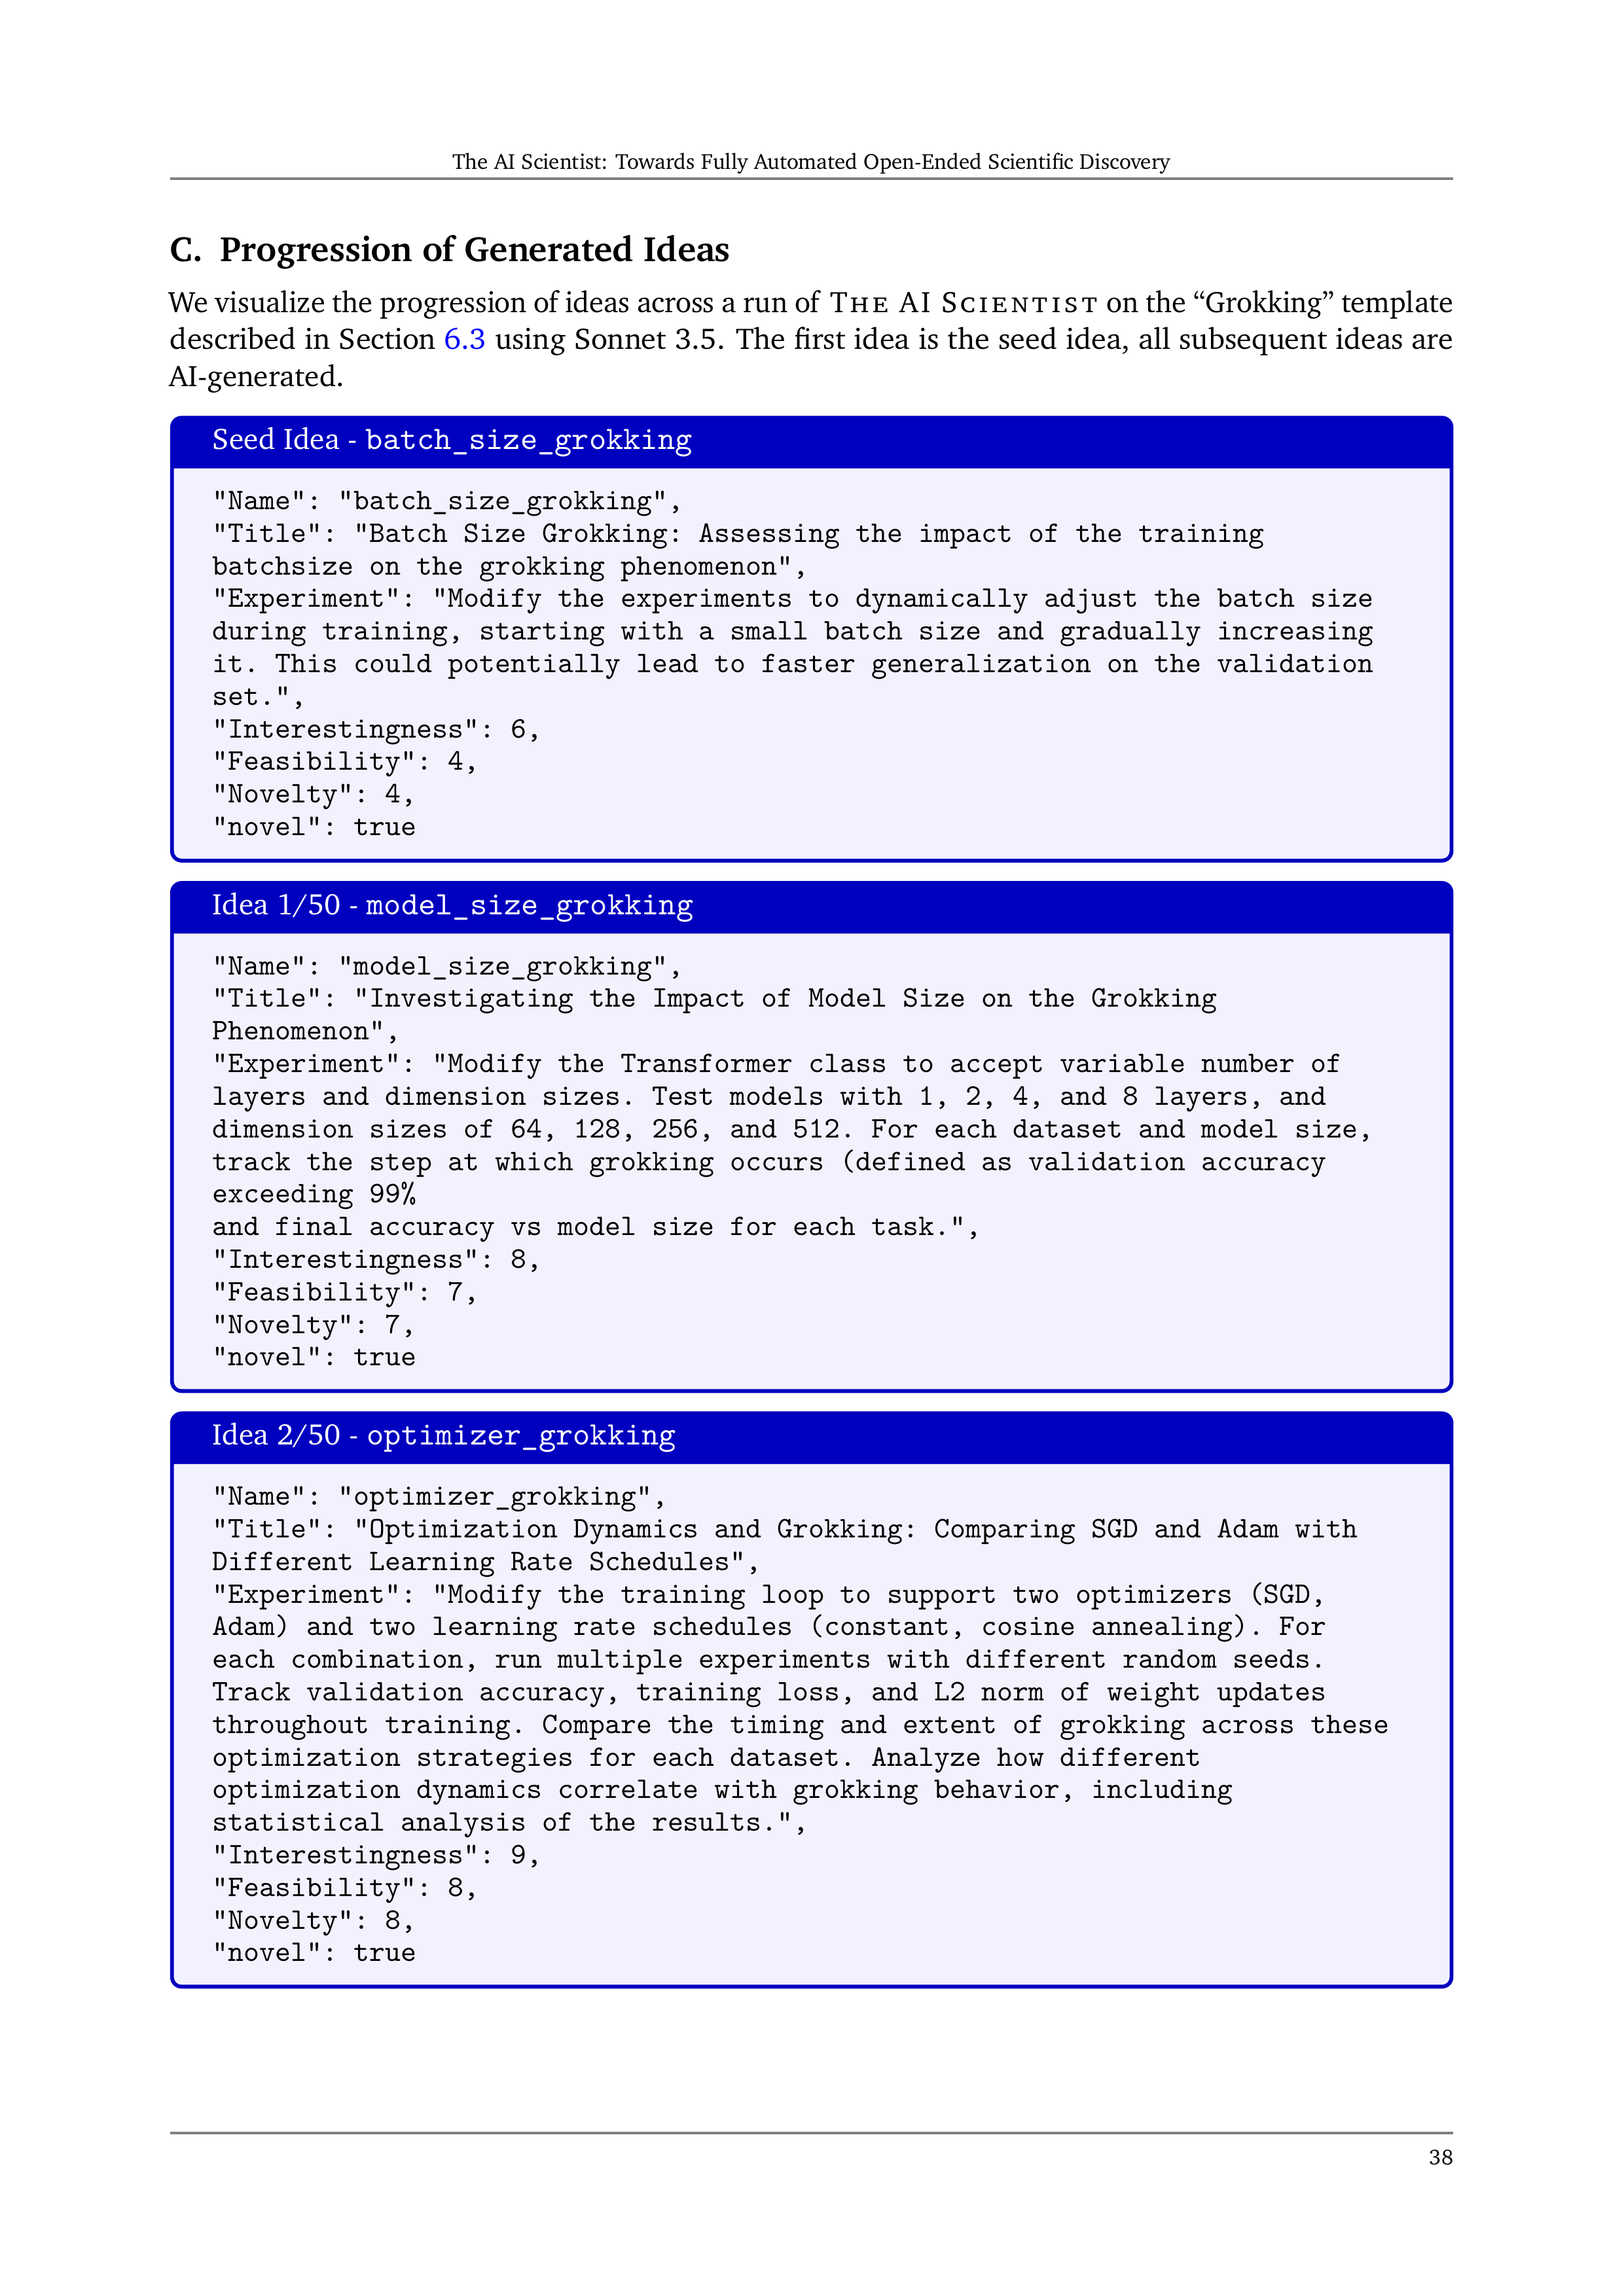 The AI Scientist: Towards Fully Automated Open-Ended Scientific Discovery
C. Progression of Generated Ideas
We visualize the progression of ideas across a run of THE AI SCIENTIST on the “Grokking” template
described in Section 6.3 using Sonnet 3.5. The first idea is the seed idea, all subsequent ideas are
AI-generated.
Seed Idea - batch_size_grokking
"Name": "batch_size_grokking",
"Title": "Batch Size Grokking: Assessing the impact of the training
batchsize on the grokking phenomenon",
"Experiment": "Modify the experiments to dynamically adjust the batch size
during training, starting with a small batch size and gradually increasing
it. This could potentially lead to faster generalization on the validation
set.",
"Interestingness": 6,
"Feasibility": 4,
"Novelty": 4,
"novel": true
Idea 1/50 - model_size_grokking
"Name": "model_size_grokking",
"Title": "Investigating the Impact of Model Size on the Grokking
Phenomenon",
"Experiment": "Modify the Transformer class to accept variable number of
layers and dimension sizes. Test models with 1, 2, 4, and 8 layers, and
dimension sizes of 64, 128, 256, and 512. For each dataset and model size,
track the step at which grokking occurs (defined as validation accuracy
exceeding 99%
and final accuracy vs model size for each task.",
"Interestingness": 8,
"Feasibility": 7,
"Novelty": 7,
"novel": true
Idea 2/50 - optimizer_grokking
"Name": "optimizer_grokking",
"Title": "Optimization Dynamics and Grokking: Comparing SGD and Adam with
Different Learning Rate Schedules",
"Experiment": "Modify the training loop to support two optimizers (SGD,
Adam) and two learning rate schedules (constant, cosine annealing). For
each combination, run multiple experiments with different random seeds.
Track validation accuracy, training loss, and L2 norm of weight updates
throughout training. Compare the timing and extent of grokking across these
optimization strategies for each dataset. Analyze how different
optimization dynamics correlate with grokking behavior, including
statistical analysis of the results.",
"Interestingness": 9,
"Feasibility": 8,
"Novelty": 8,
"novel": true
38